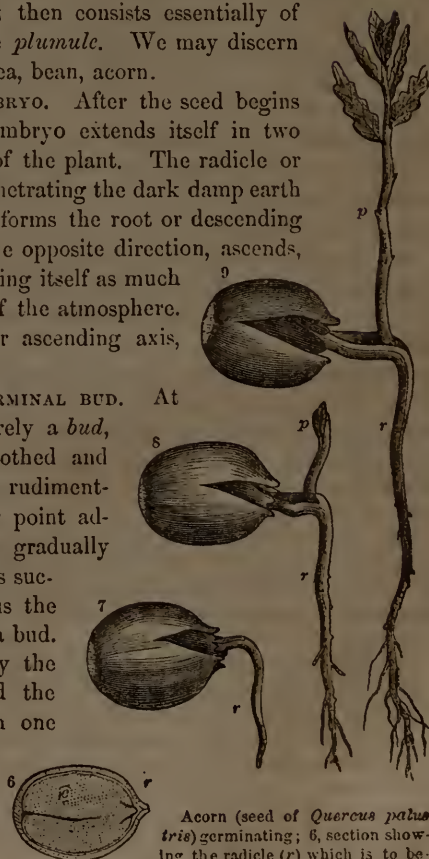 ; then consists essentially of
plumule. We may discern
ea, bean, acorn.
BRYO. After the seed begins
mbryo extends itself in two
of the plant. The radicle or
netrating the dark damp earth
forms the root or descending
e opposite direction, ascends,
ing itself as much
f the atmosphere.
r ascending axis,
RMINAL BUD. At
rely a bud,
othed and
rudiment-
point ad-
gradually
s suc-
us the
a bud.
y the
d the
n one
9
p
r
8
p
r
7
r
6
p
r
Acorn (seed of Quercus palus
tris) germinating; 6, section show-
ing the radicle (r) which is to be-